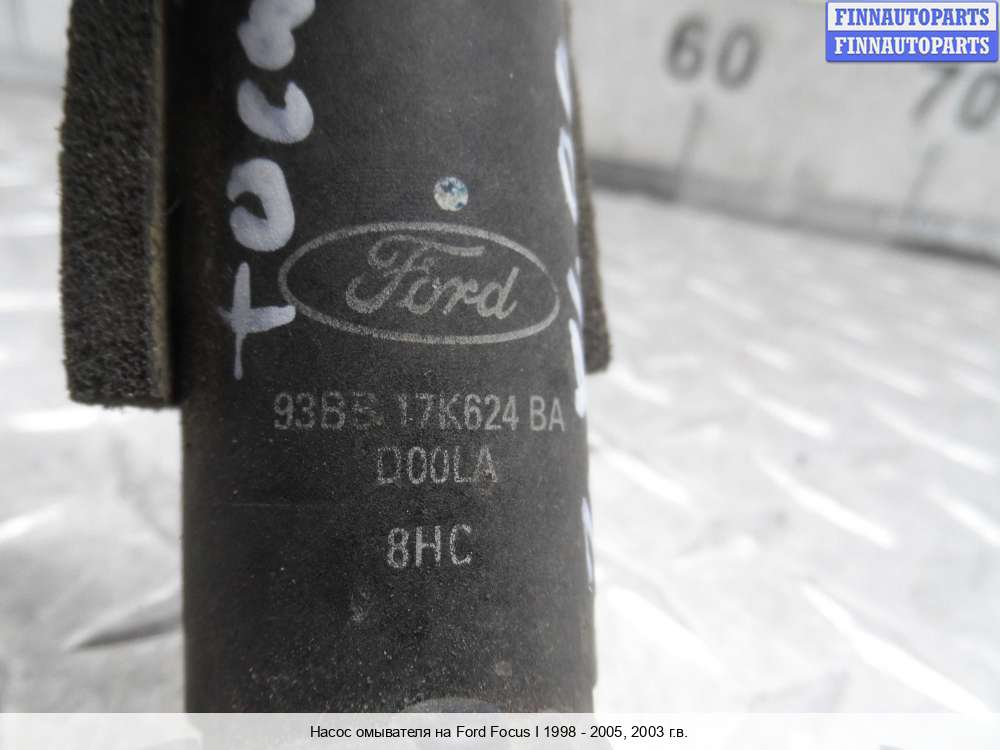 FINNAUTOPARTS
FINNAUTOPARTS
60
70
Ford
93BB 17K624 BA
D00LA
8HC
Насос омывателя на Ford Focus I 1998 - 2005, 2003 г.в.